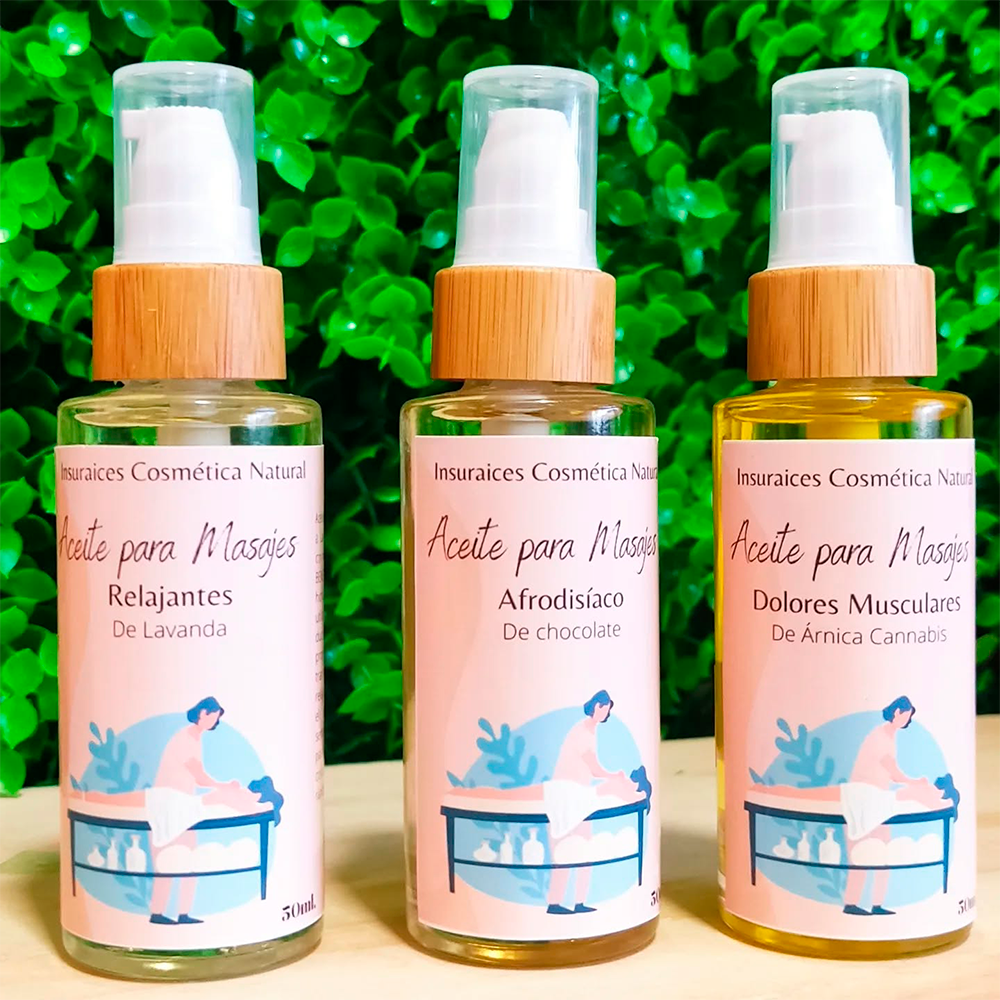 Insuraices Cosmética Natural
Aceite para Masajes
Relajantes
De Lavanda
50ml.
Insuraices Cosmética Natural
Aceite para Masajes
Afrodisíaco
De chocolate
Insuraices Cosmética Natural
Aceite para Masajes
Dolores Musculares
De Árnica Cannabis